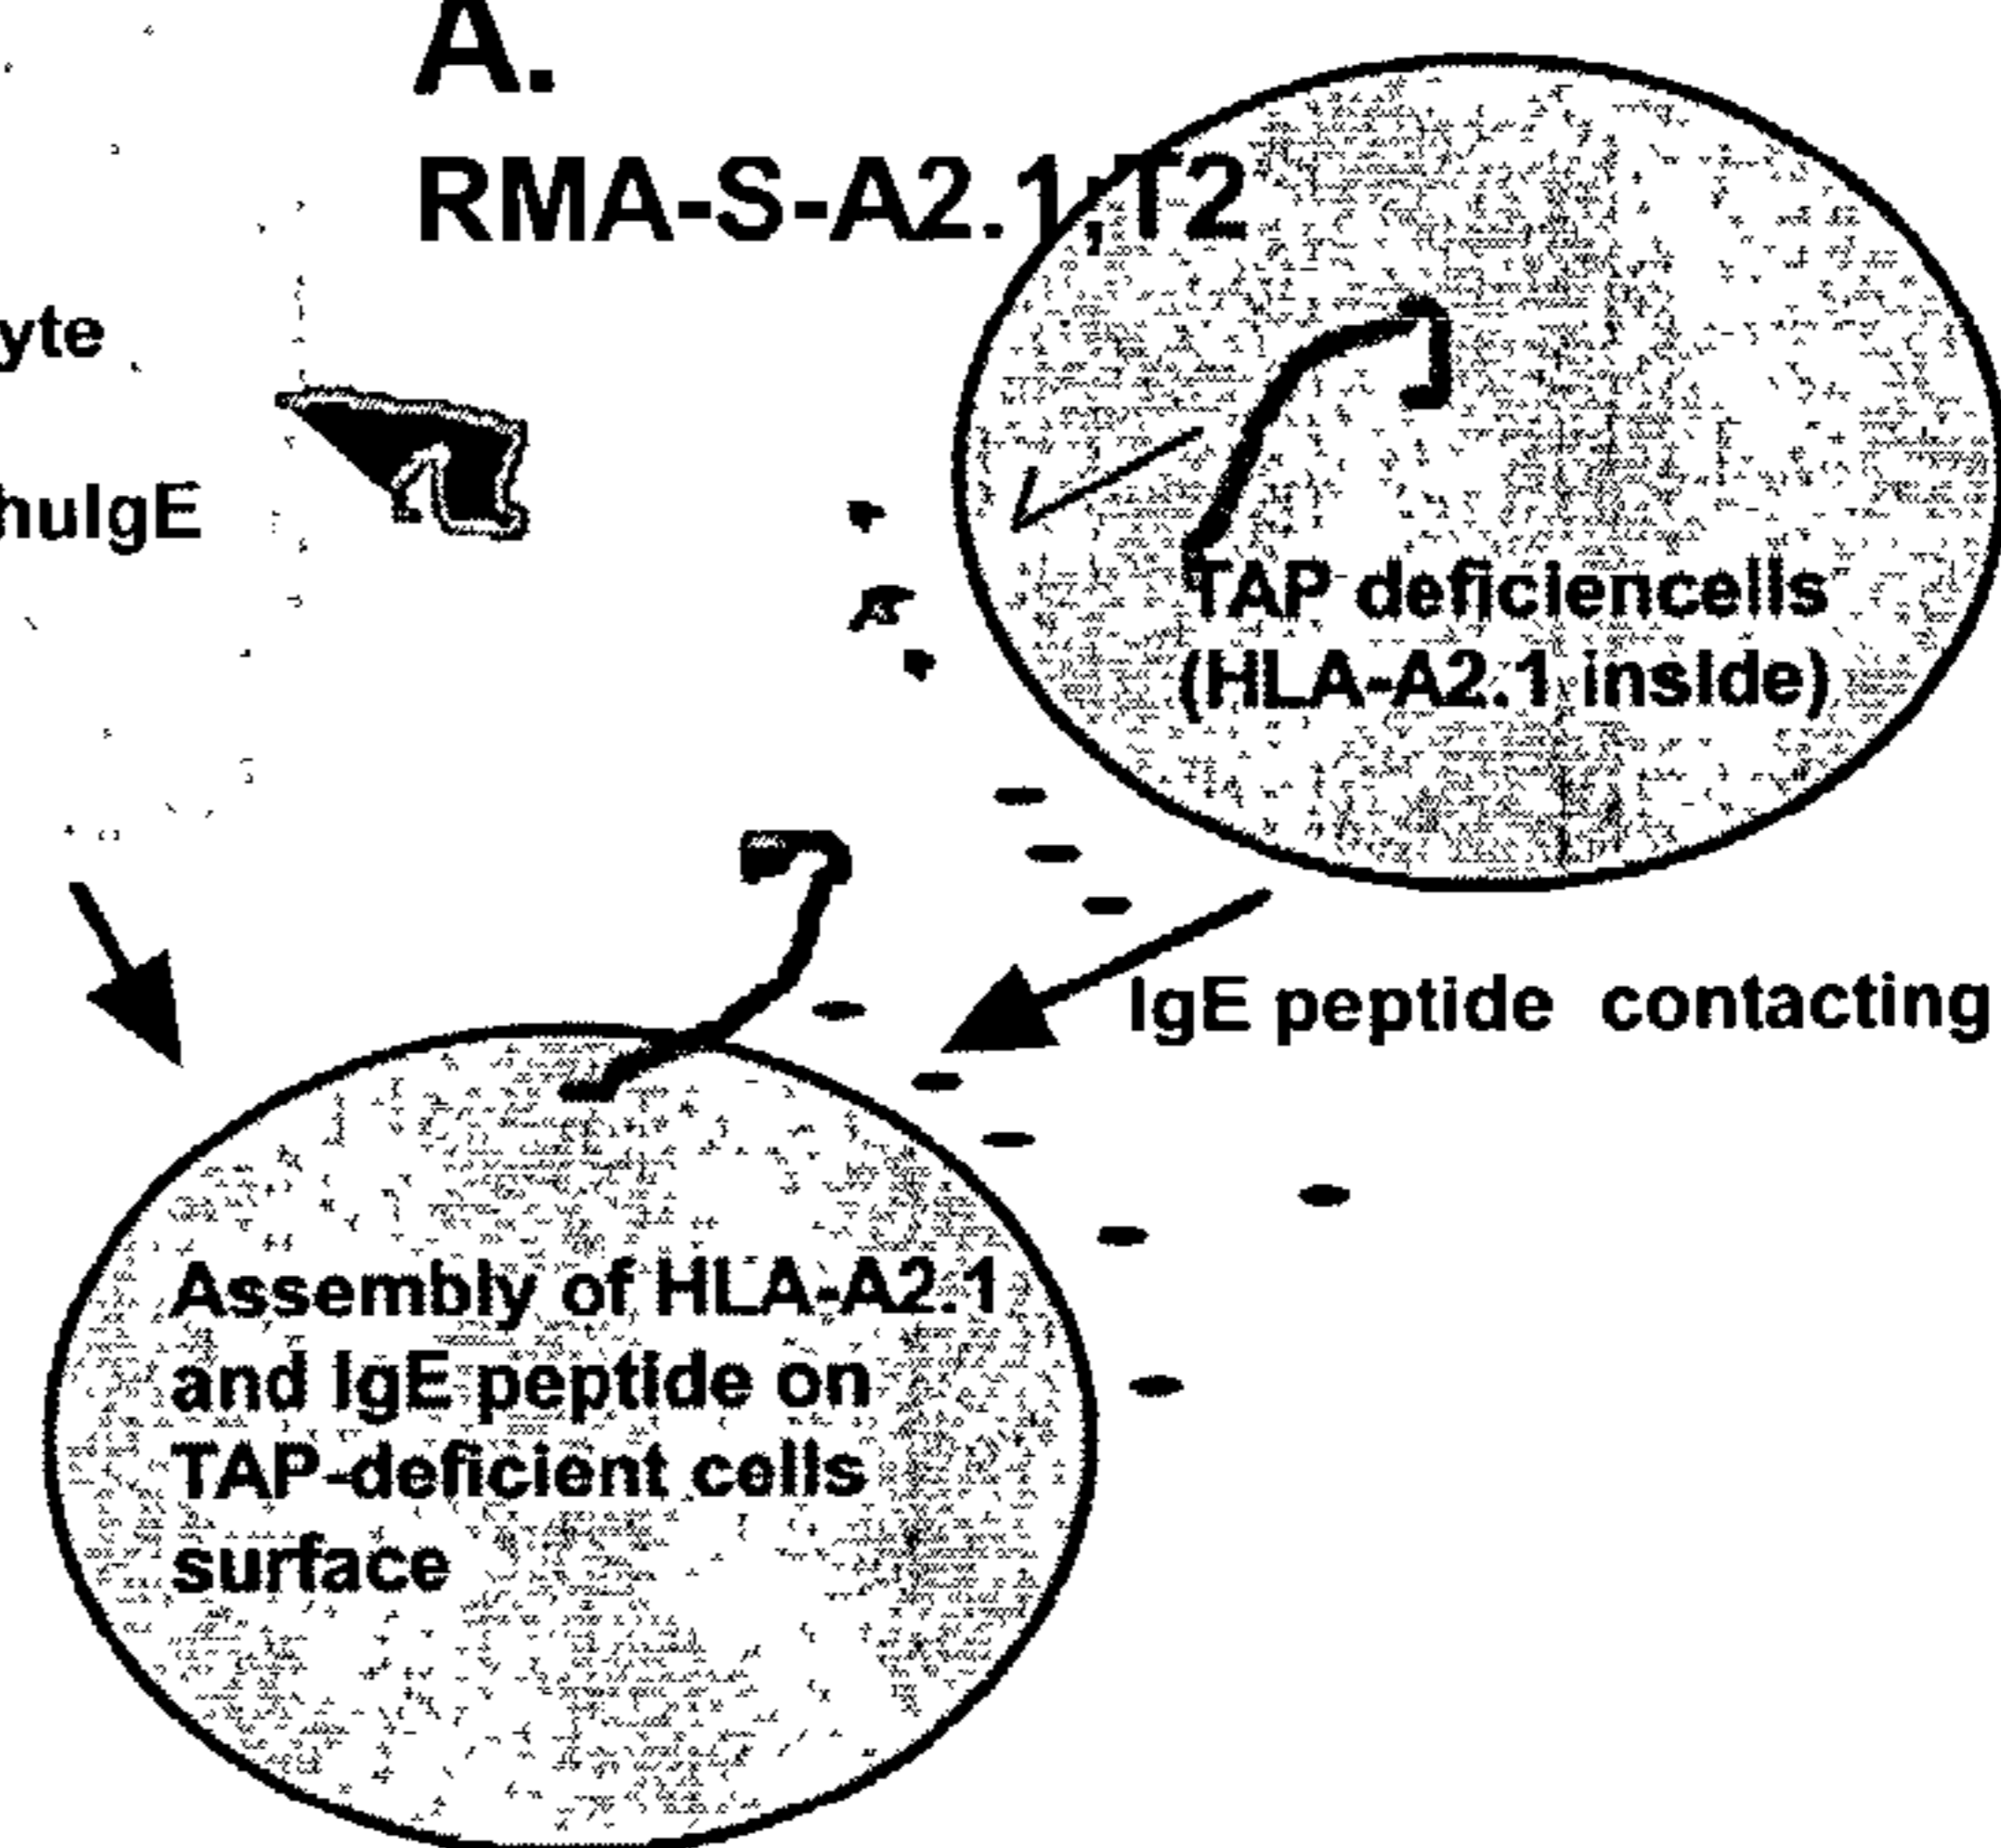 A.
RMA-S-A2.1;T2
yte
huIgE
TAP deficiencells
(HLA-A2.1 inside)
IgE peptide contacting
Assembly of HLA-A2.1
and IgE peptide on
TAP-deficient cells
surface